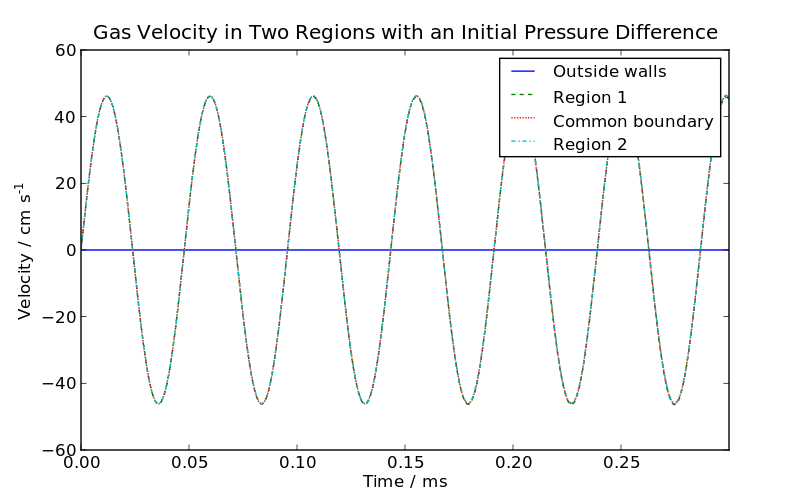 Gas Velocity in Two Regions with an Initial Pressure Difference
60
40
20
0
−20
−40
−60
Velocity / cm s-1
Outside walls
Region 1
Common boundary
Region 2
0.00 0.05 0.10 0.15 0.20 0.25
Time / ms